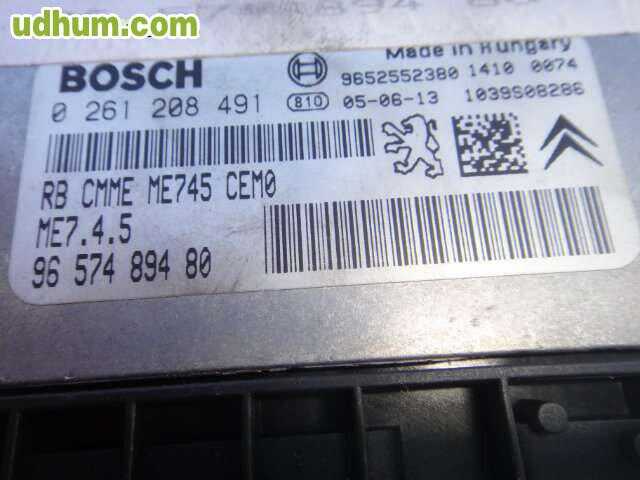 udhum.com!
Made in Hungary
BOSCH
9652552380 1410 0074
0 261 208 491
810 05-06-13 1039S08286
RB CMME ME745 CEM0
ME7.4.5
96 574 894 80